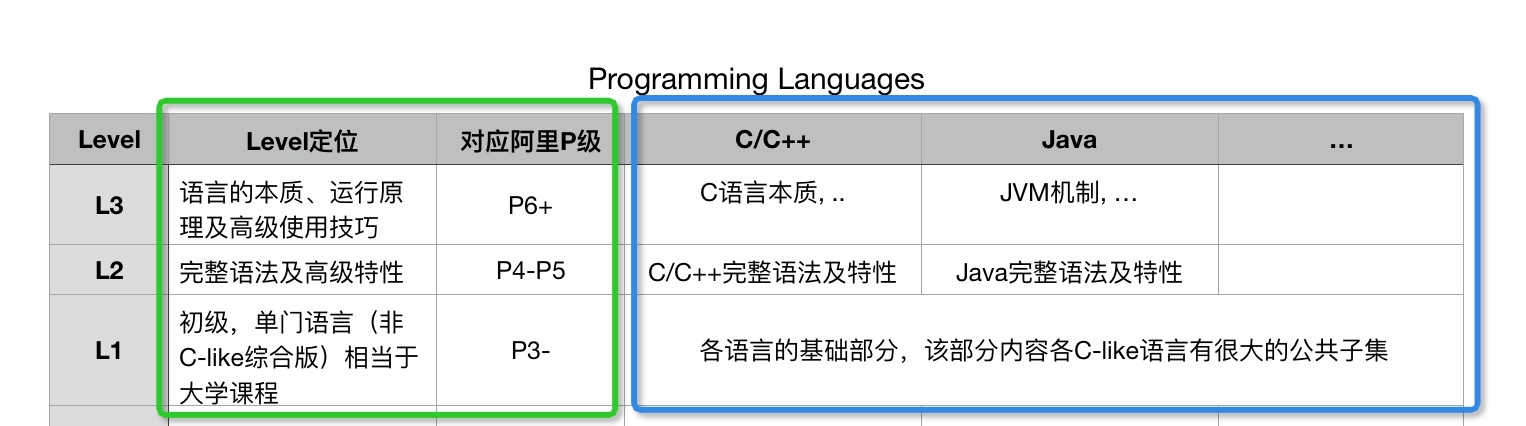 Programming Languages
Level Level定位 对应阿里P级 C/C++ Java ...
L3 语言的本质、运行原 P6+ C语言本质, .. JVM机制, ...
理及高级使用技巧
L2 完整语法及高级特性 P4-P5 C/C++完整语法及特性 Java完整语法及特性
L1 初级，单门语言（非 P3- 各语言的基础部分，该部分内容各C-like语言有很大的公共子集
C-like综合版）相当于
大学课程